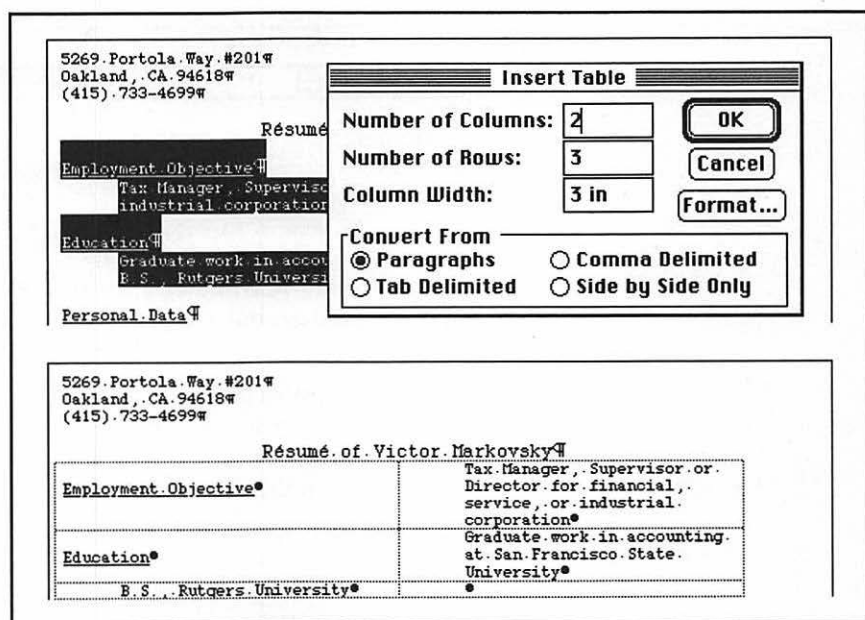 5269·Portola·Way·#201¶
Oakland,·CA·94618¶
(415)·733-4699¶
Résumé
Employment·Objective¶
Tax·Manager,·Superviso
industrial·corporation
Education¶
Graduate·work·in·accou
B.S.,·Rutgers·Universi
Personal·Data¶
Insert Table
Number of Columns: 2
Number of Rows: 3
Column Width: 3 in
OK
Cancel
Format...
Convert From
Paragraphs
Comma Delimited
Tab Delimited
Side by Side Only
5269·Portola·Way·#201¶
Oakland,·CA·94618¶
(415)·733-4699¶
Résumé·of·Victor·Markovsky¶
Employment·Objective•
Tax·Manager,·Supervisor·or·
Director·for·financial,·
service,·or·industrial·
corporation•
Education•
Graduate·work·in·accounting·
at·San·Francisco·State·
University•
B.S.,·Rutgers·University•
•